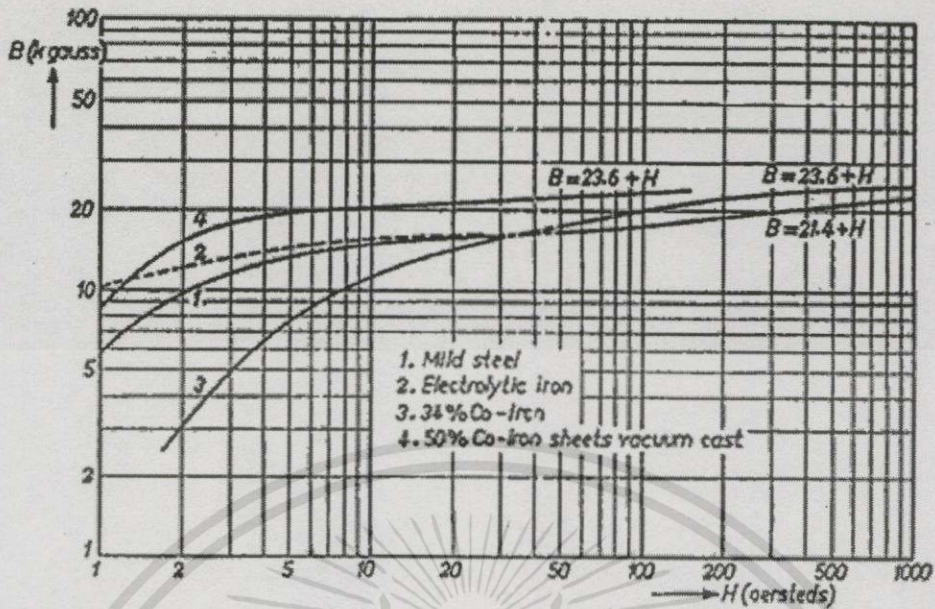 100
B (k gauss)
50
20
10
5
2
1
B=23.6+H
B=23.6+H
B=21.4+H
4
2
1.
3
1. Mild steel
2. Electrolytic iron
3. 34% Co-iron
4. 50% Co-iron sheets vacuum cast
1 2 5 10 20 50 100 200 500 1000
H (oersteds)